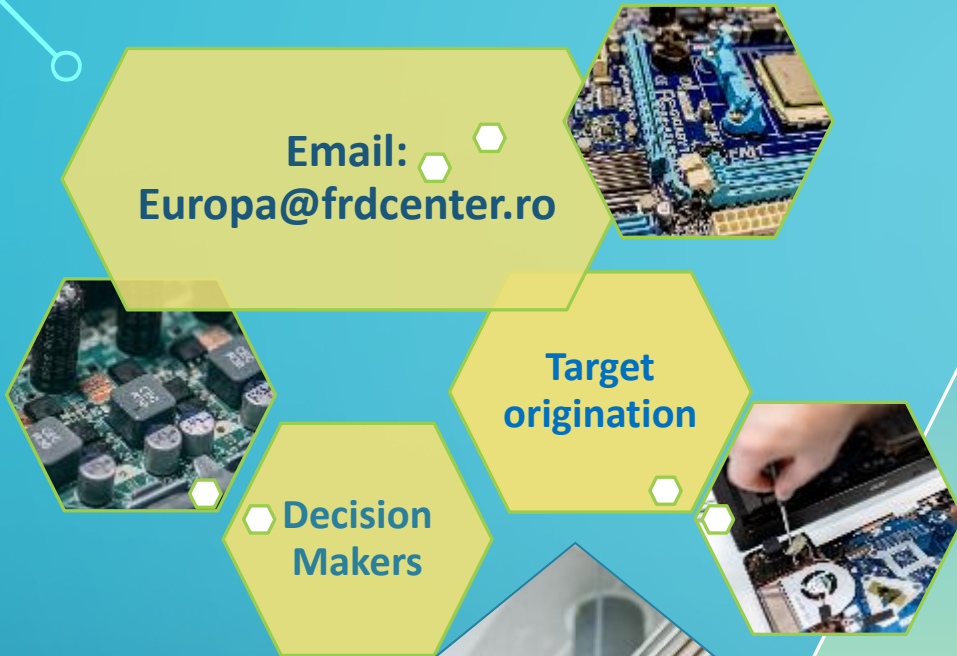 Email:
Europa@frdcenter.ro
Target
origination
Decision
Makers